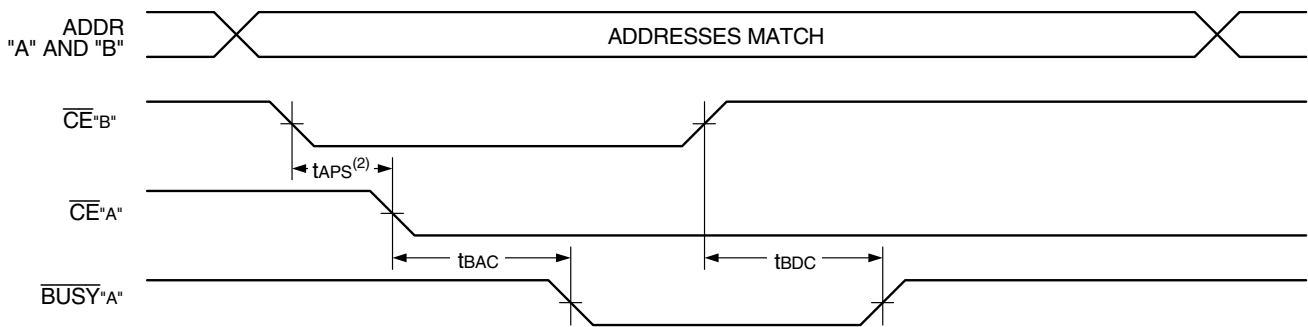 ADDR
"A" AND "B"
ADDRESSES MATCH
CE"B"
tAPS(2)
CE"A"
tBAC
tBDC
BUSY"A"